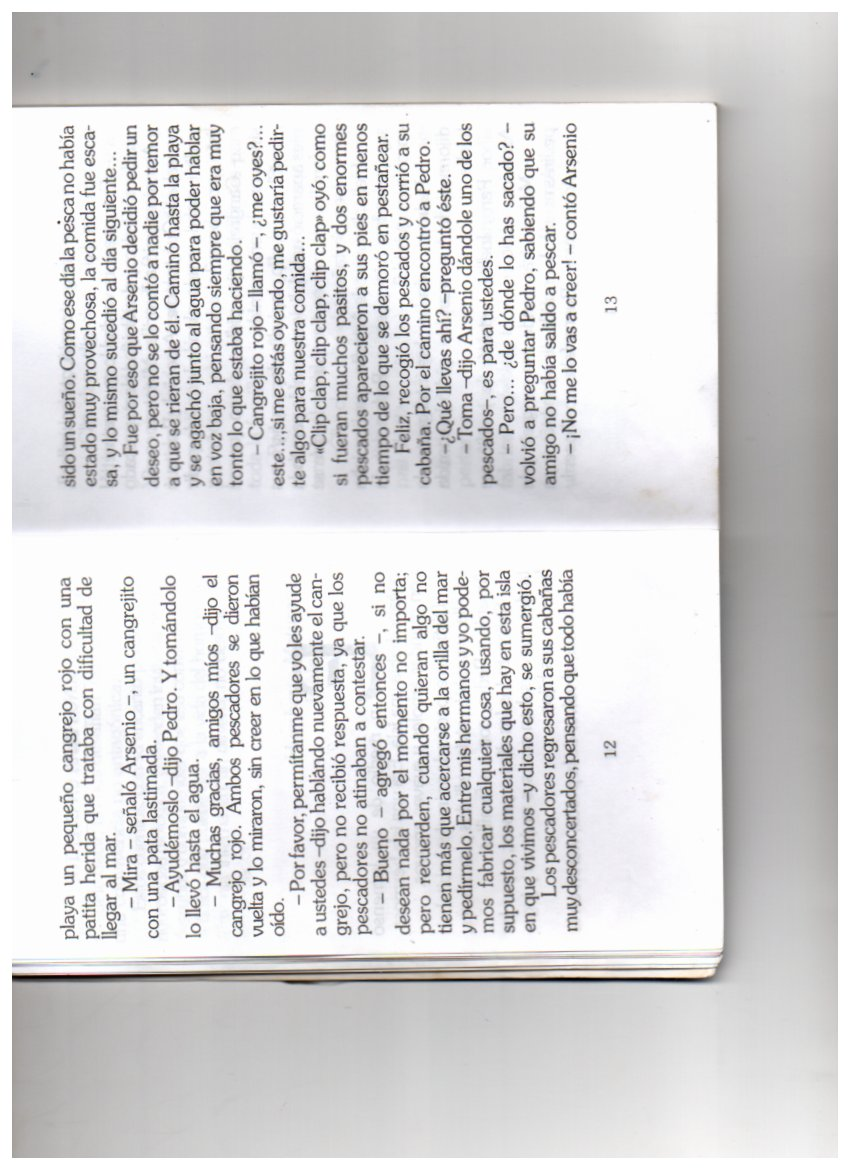 playa un pequeño cangrejo rojo con una
patita herida que trataba con dificultad de
llegar al mar.
– Mira – señaló Arsenio –, un cangrejito
con una pata lastimada.
– Ayudémoslo –dijo Pedro. Y tomándolo
lo llevó hasta el agua.
– Muchas gracias, amigos míos –dijo el
cangrejo rojo. Ambos pescadores se dieron
vuelta y lo miraron, sin creer en lo que habían
oído.
– Por favor, permítanme que yo les ayude
a ustedes –dijo hablándo nuevamente el can-
grejo, pero no recibió respuesta, ya que los
pescadores no atinaban a contestar.
– Bueno – agregó entonces –, si no
desean nada por el momento no importa;
pero recuerden, cuando quieran algo no
tienen más que acercarse a la orilla del mar
y pedírmelo. Entre mis hermanos y yo pode-
mos fabricar cualquier cosa, usando, por
supuesto, los materiales que hay en esta isla
en que vivimos –y dicho esto, se sumergió.
Los pescadores regresaron a sus cabañas
muy desconcertados, pensando que todo había
12
sido un sueño. Como ese día la pesca no había
estado muy provechosa, la comida fue esca-
sa, y lo mismo sucedió al día siguiente...
Fue por eso que Arsenio decidió pedir un
deseo, pero no se lo contó a nadie por temor
a que se rieran de él. Caminó hasta la playa
y se agachó junto al agua para poder hablar
en voz baja, pensando siempre que era muy
tonto lo que estaba haciendo.
– Cangrejito rojo – llamó –, ¿me oyes?...
este...,si me estás oyendo, me gustaría pedir-
te algo para nuestra comida...
«Clip clap, clip clap, clip clap» oyó, como
si fueran muchos pasitos, y dos enormes
pescados aparecieron a sus pies en menos
tiempo de lo que se demoró en pestañear.
Feliz, recogió los pescados y corrió a su
cabaña. Por el camino encontró a Pedro.
–¿Qué llevas ahí? –preguntó éste.
– Toma –dijo Arsenio dándole uno de los
pescados–, es para ustedes.
– Pero... ¿de dónde lo has sacado? –
volvió a preguntar Pedro, sabiendo que su
amigo no había salido a pescar.
– ¡No me lo vas a creer! – contó Arsenio
13